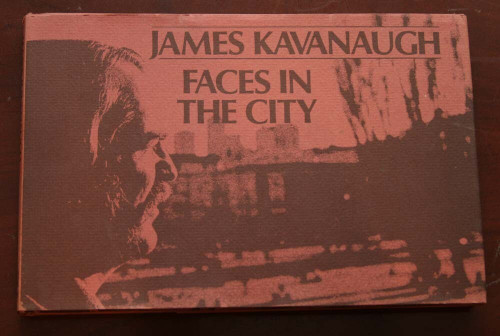 JAMES KAVANAUGH
FACES IN
THE CITY